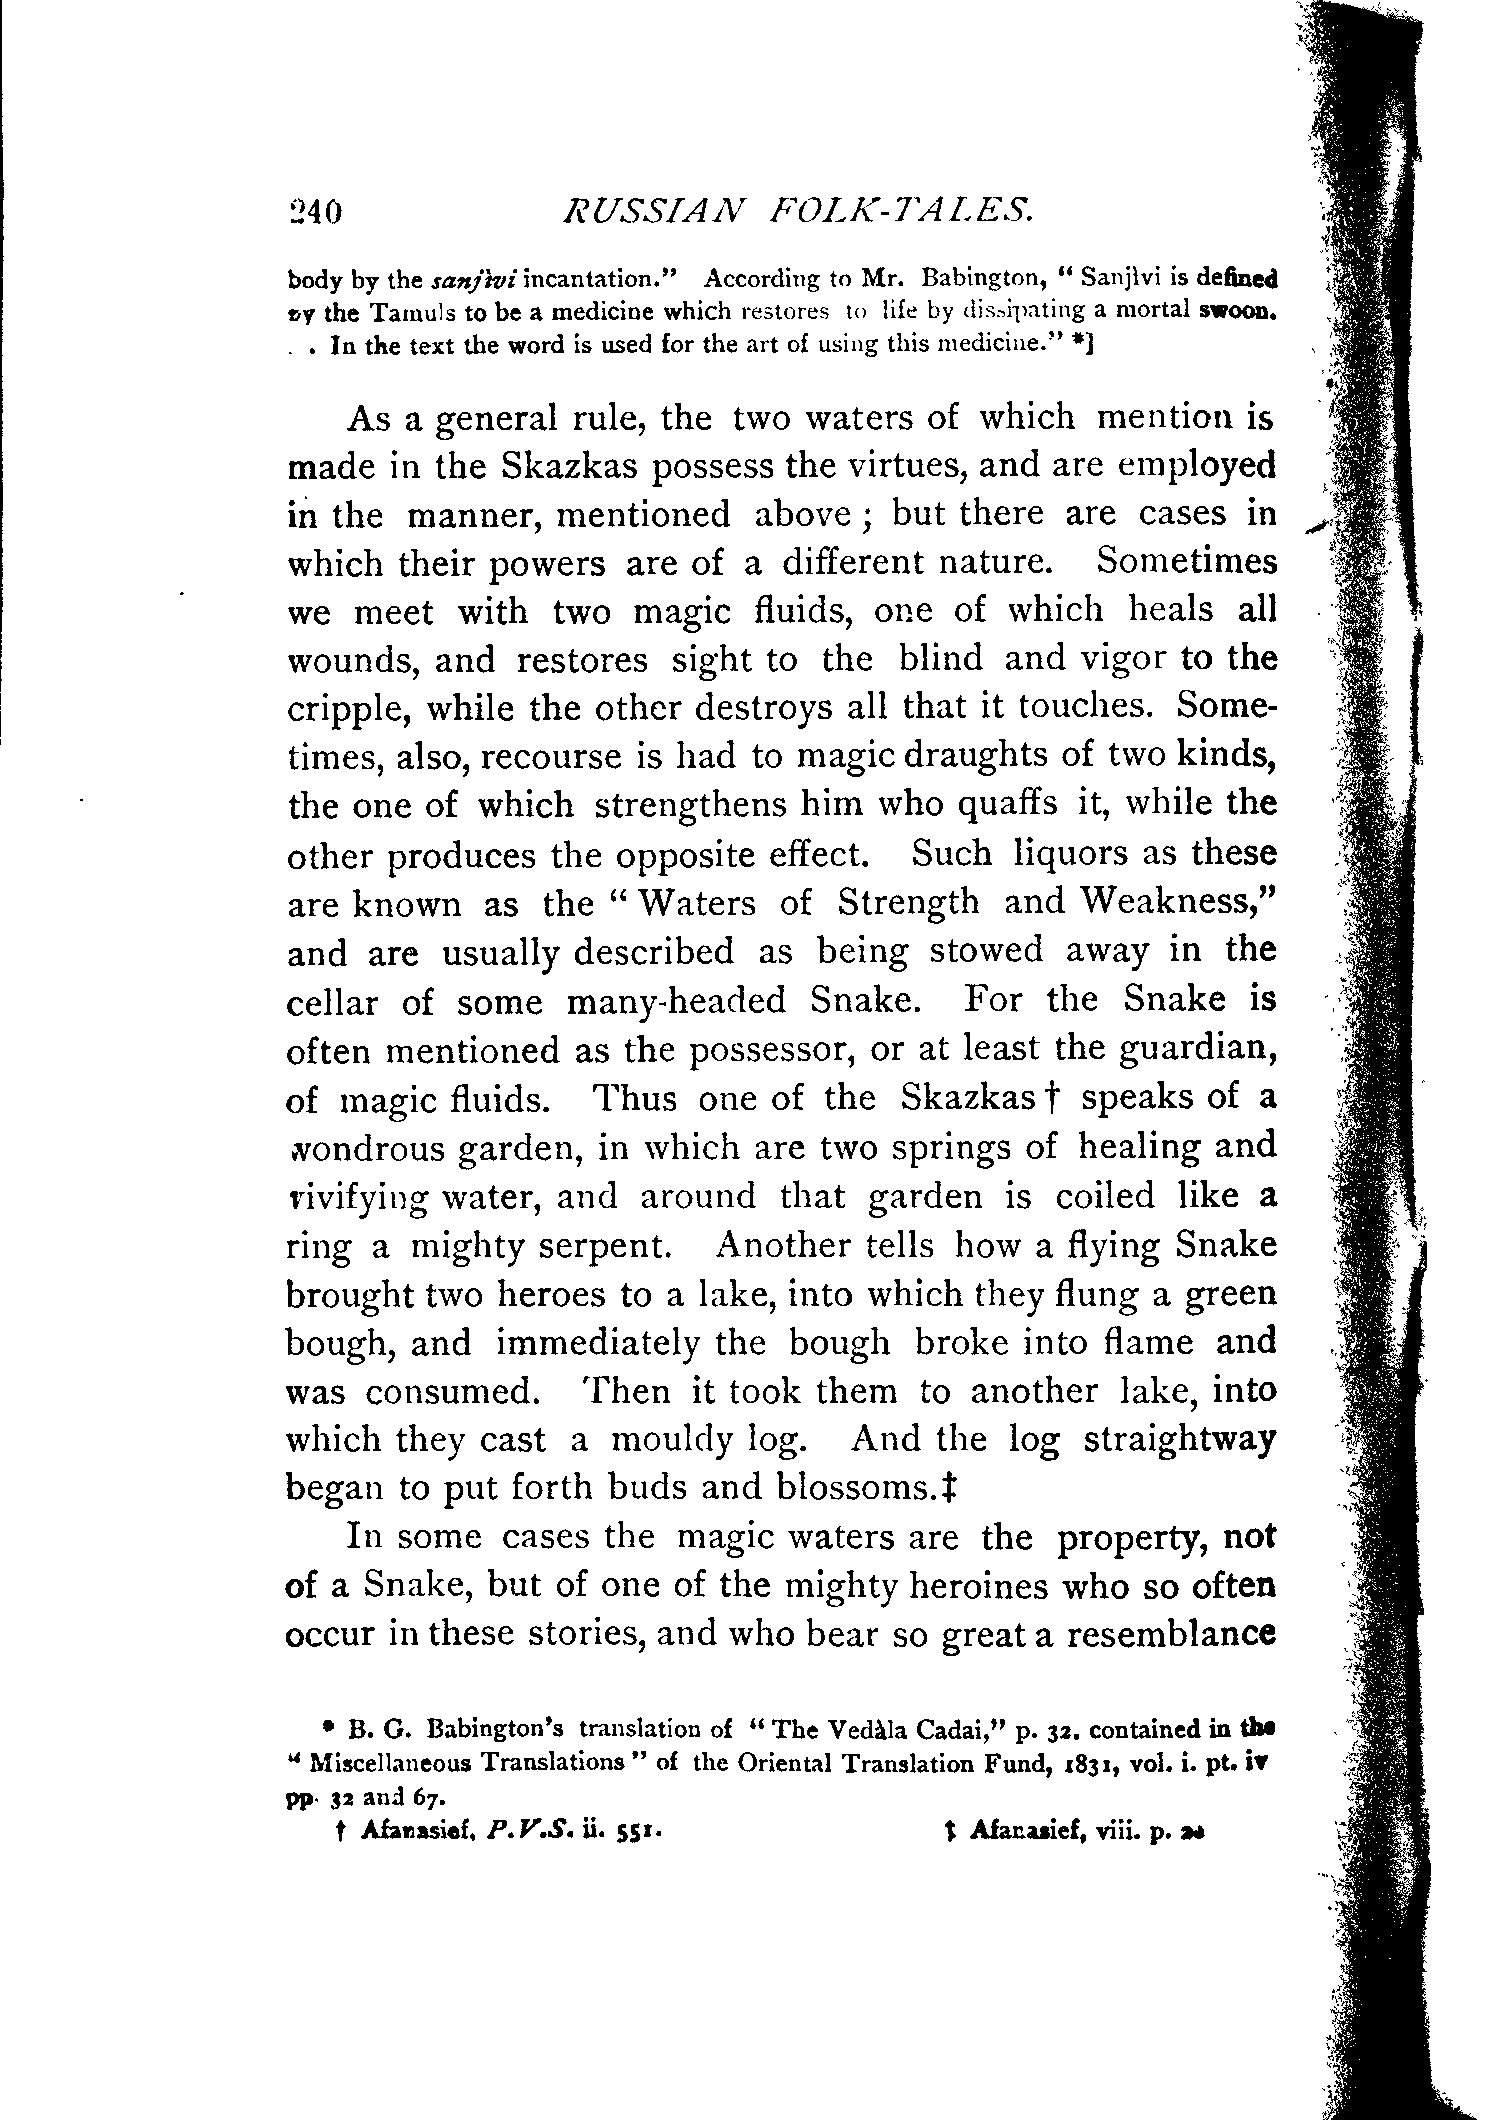 240 RUSSIAN FOLK-TALES.
body by the sanjìvi incantation." According to Mr. Babington, " Sanjìvi is defined
by the Tamuls to be a medicine which restores to life by dissipating a mortal swoon.
. . In the text the word is used for the art of using this medicine." *]
As a general rule, the two waters of which mention is
made in the Skazkas possess the virtues, and are employed
in the manner, mentioned above ; but there are cases in
which their powers are of a different nature. Sometimes
we meet with two magic fluids, one of which heals all
wounds, and restores sight to the blind and vigor to the
cripple, while the other destroys all that it touches. Some-
times, also, recourse is had to magic draughts of two kinds,
the one of which strengthens him who quaffs it, while the
other produces the opposite effect. Such liquors as these
are known as the " Waters of Strength and Weakness,"
and are usually described as being stowed away in the
cellar of some many-headed Snake. For the Snake is
often mentioned as the possessor, or at least the guardian,
of magic fluids. Thus one of the Skazkas † speaks of a
wondrous garden, in which are two springs of healing and
vivifying water, and around that garden is coiled like a
ring a mighty serpent. Another tells how a flying Snake
brought two heroes to a lake, into which they flung a green
bough, and immediately the bough broke into flame and
was consumed. Then it took them to another lake, into
which they cast a mouldy log. And the log straightway
began to put forth buds and blossoms.‡
In some cases the magic waters are the property, not
of a Snake, but of one of the mighty heroines who so often
occur in these stories, and who bear so great a resemblance
* B. G. Babington's translation of " The Vedàla Cadai," p. 32. contained in the
" Miscellaneous Translations " of the Oriental Translation Fund, 1831, vol. i. pt. iv
pp. 32 and 67.
† Afanasief, P.V.S. ii. 551. ‡ Afanasief, viii. p.